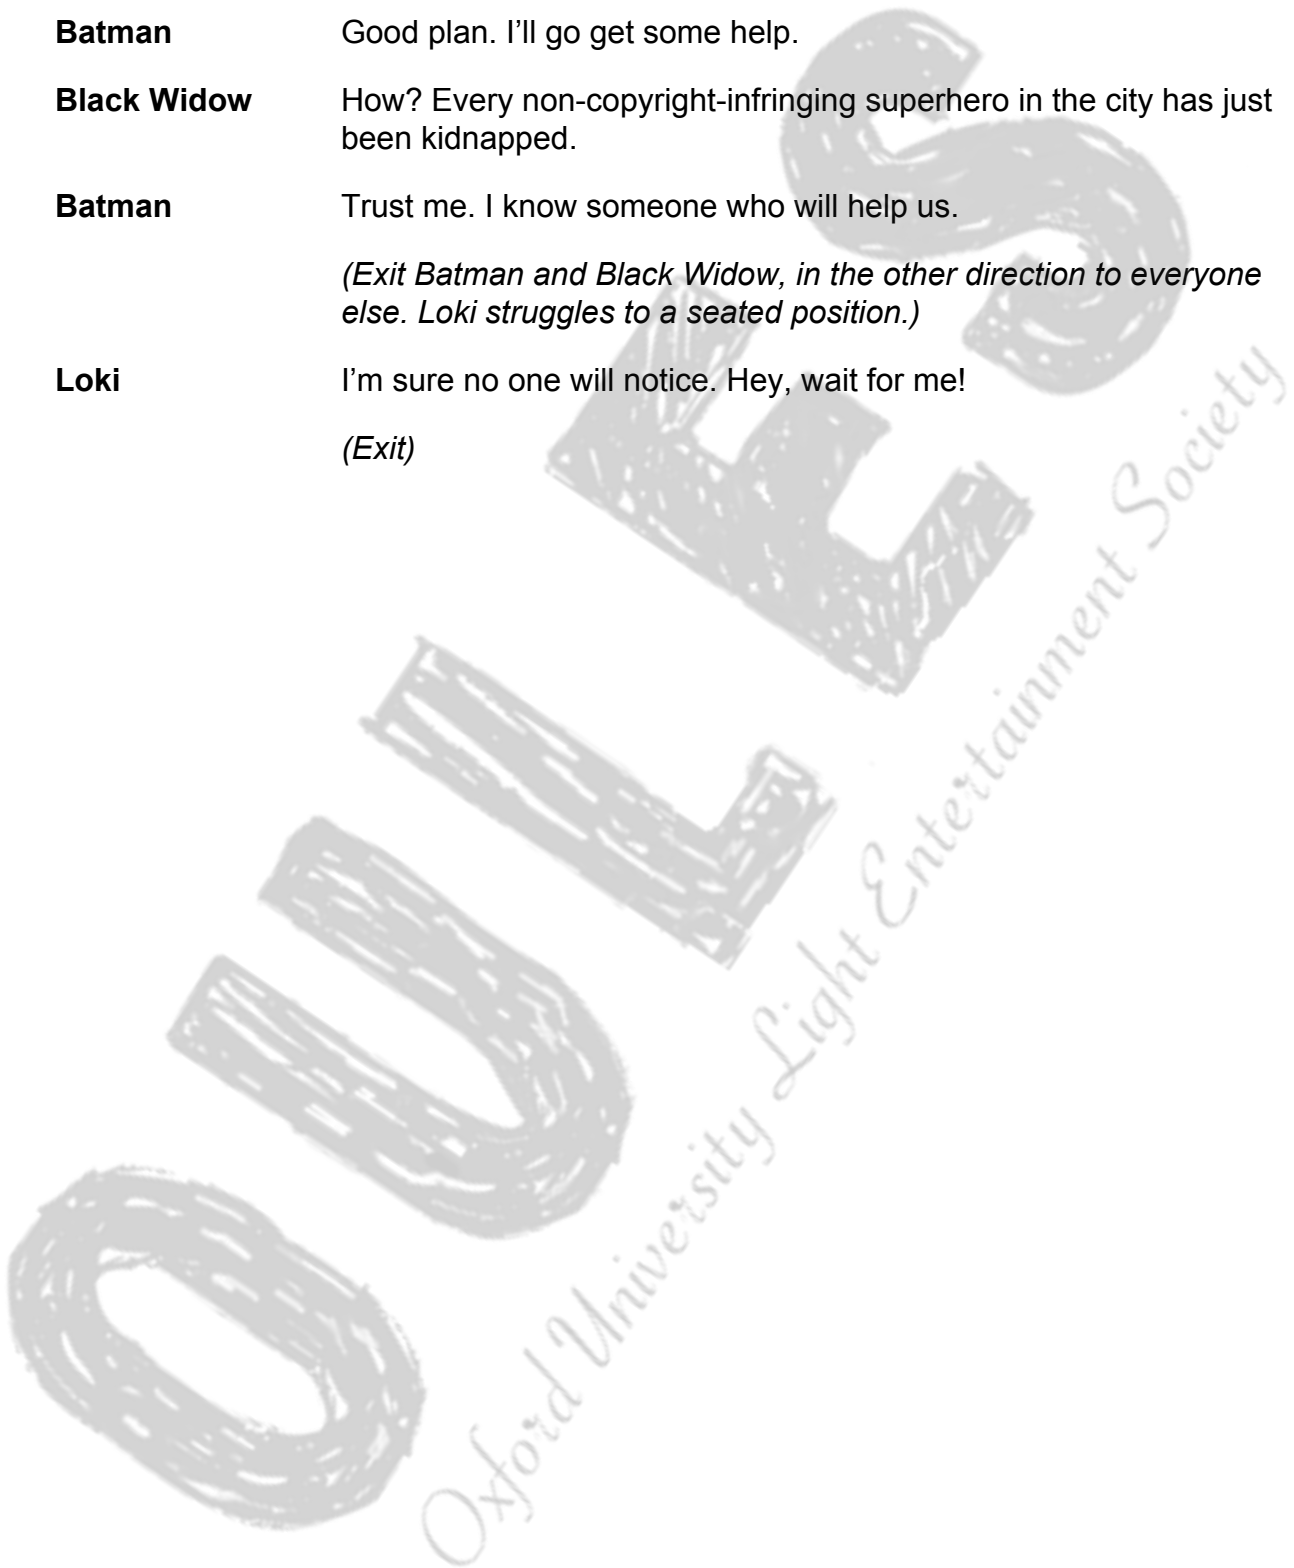 Batman Good plan. I’ll go get some help.
Black Widow How? Every non-copyright-infringing superhero in the city has just
been kidnapped.
Batman Trust me. I know someone who will help us.
(Exit Batman and Black Widow, in the other direction to everyone
else. Loki struggles to a seated position.)
Loki I’m sure no one will notice. Hey, wait for me!
(Exit)
OULES
Oxford University Light Entertainment Society